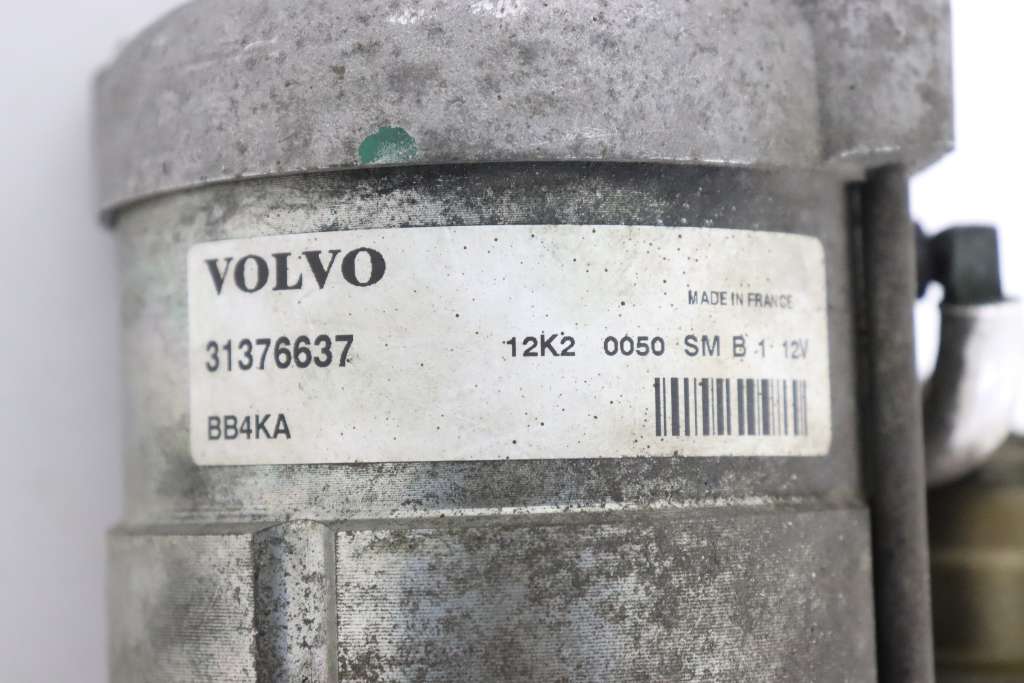 VOLVO
MADE IN FRANCE
31376637 12K2 0050 SM B 1 12V
BB4KA